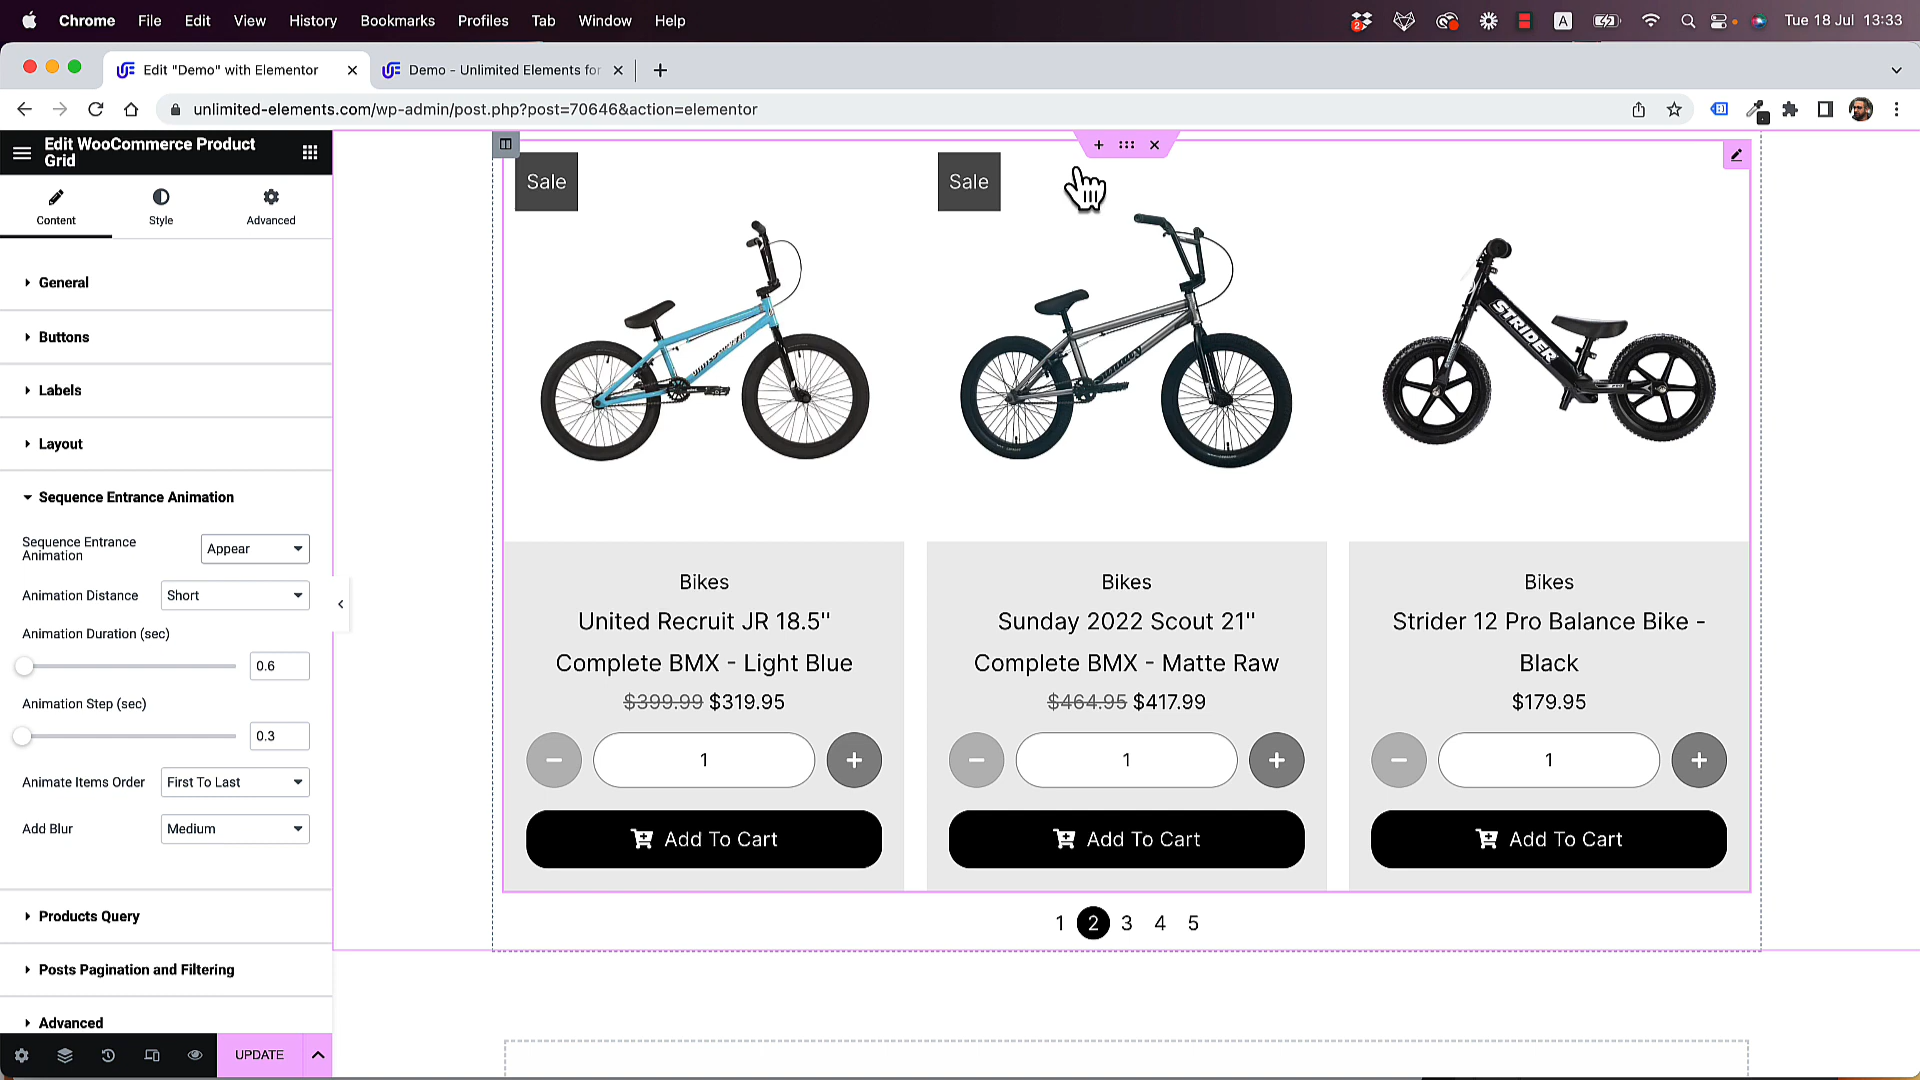 Chrome File Edit View History Bookmarks Profiles Tab Window Help
2 A Tue 18 Jul 13:33
Edit "Demo" with Elementor Demo - Unlimited Elements for
unlimited-elements.com/wp-admin/post.php?post=70646&action=elementor
Edit WooCommerce Product
Grid
Content Style Advanced
General
Buttons
Labels
Layout
Sequence Entrance Animation
Sequence Entrance
Animation
Appear
Animation Distance Short
Animation Duration (sec)
0.6
Animation Step (sec)
0.3
Animate Items Order First To Last
Add Blur Medium
Products Query
Posts Pagination and Filtering
Advanced
UPDATE
Sale Sale
STRIDER
Bikes
United Recruit JR 18.5"
Complete BMX - Light Blue
$399.99 $319.95
1
Add To Cart
Bikes
Sunday 2022 Scout 21"
Complete BMX - Matte Raw
$464.95 $417.99
1
Add To Cart
Bikes
Strider 12 Pro Balance Bike -
Black
$179.95
1
Add To Cart
1 2 3 4 5